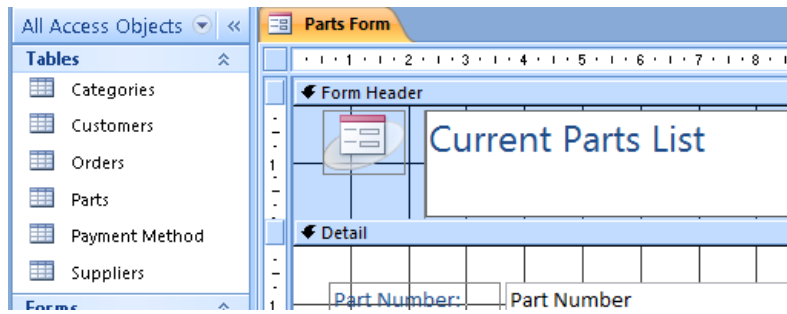 All Access Objects
Tables
Categories
Customers
Orders
Parts
Payment Method
Suppliers
Forms
Parts Form
1 2 3 4 5 6 7 8
Form Header
1
Current Parts List
Detail
1
Part Number: Part Number